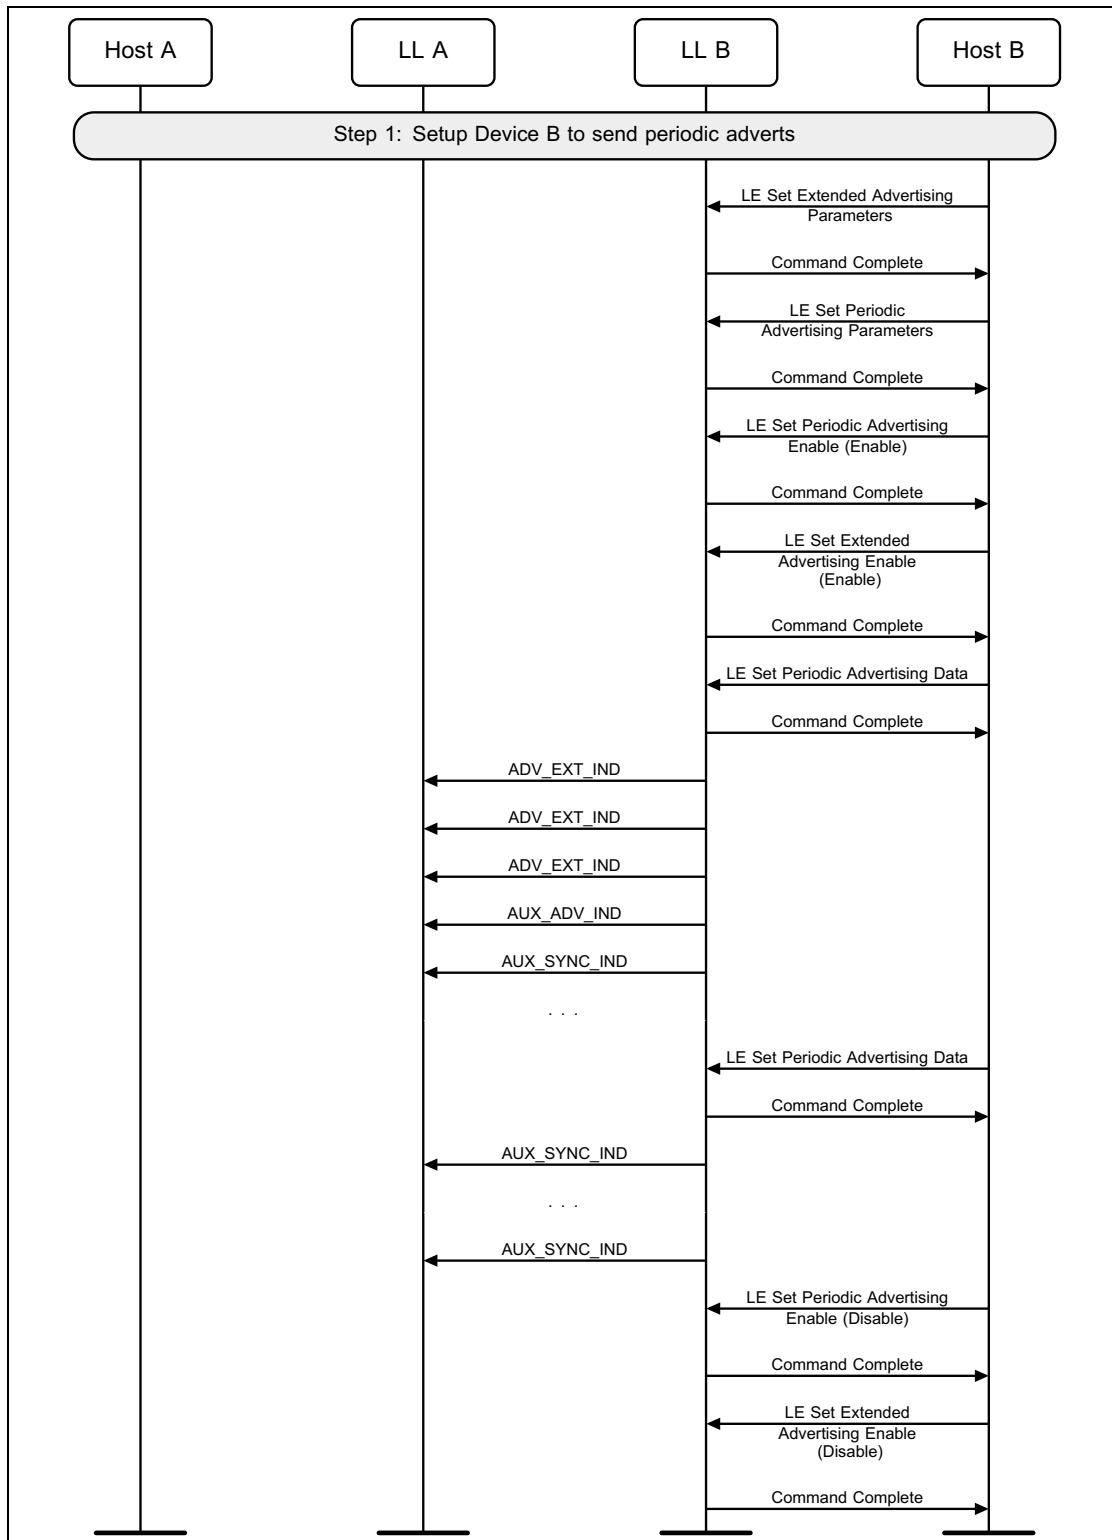 Host A
LL A
LL B
Host B
Step 1: Setup Device B to send periodic adverts
LE Set Extended Advertising
Parameters
Command Complete
LE Set Periodic
Advertising Parameters
Command Complete
LE Set Periodic Advertising
Enable (Enable)
Command Complete
LE Set Extended
Advertising Enable
(Enable)
Command Complete
LE Set Periodic Advertising Data
Command Complete
ADV_EXT_IND
ADV_EXT_IND
ADV_EXT_IND
AUX_ADV_IND
AUX_SYNC_IND
. . .
LE Set Periodic Advertising Data
Command Complete
AUX_SYNC_IND
. . .
AUX_SYNC_IND
LE Set Periodic Advertising
Enable (Disable)
Command Complete
LE Set Extended
Advertising Enable
(Disable)
Command Complete